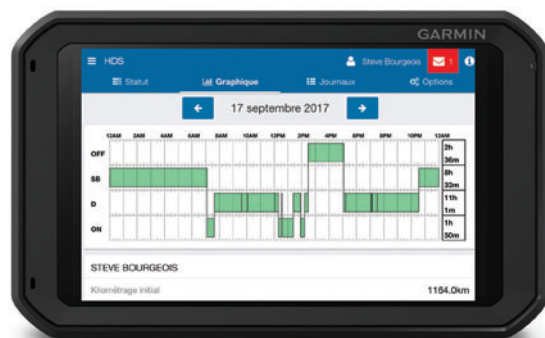 GARMIN
HDS Steve Bourgeois 1
Statut Graphique Journaux Options
17 septembre 2017
12AM 2AM 4AM 6AM 8AM 10AM 12PM 2PM 4PM 6PM 8PM 10PM 12AM
OFF 2h 36m
SB 8h 33m
D 11h 1m
ON 1h 50m
STEVE BOURGEOIS
Kilométrage initial 1164.0km